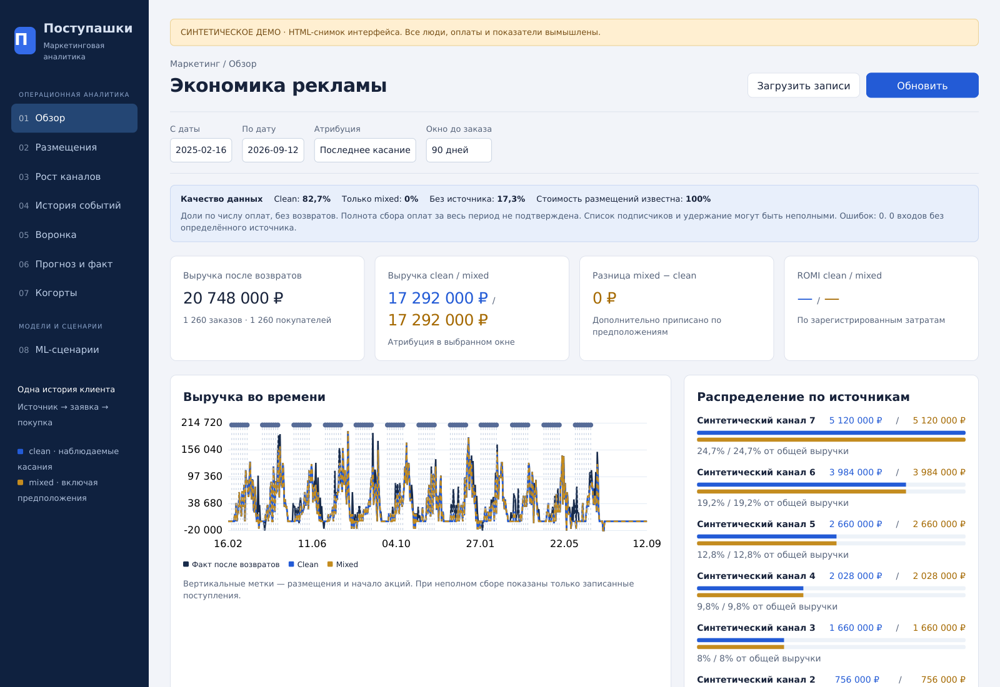 П
Поступашки
Маркетинговая
аналитика
ОПЕРАЦИОННАЯ АНАЛИТИКА
01 Обзор
02 Размещения
03 Рост каналов
04 История событий
05 Воронка
06 Прогноз и факт
07 Когорты
МОДЕЛИ И СЦЕНАРИИ
08 ML-сценарии
Одна история клиента
Источник → заявка →
покупка
clean · наблюдаемые
касания
mixed · включая
предположения
СИНТЕТИЧЕСКОЕ ДЕМО · HTML-снимок интерфейса. Все люди, оплаты и показатели вымышлены.
Маркетинг / Обзор
Экономика рекламы
Загрузить записи
Обновить
С даты
По дату
Атрибуция
Окно до заказа
2025-02-16
2026-09-12
Последнее касание
90 дней
Качество данных Clean: 82,7% Только mixed: 0% Без источника: 17,3% Стоимость размещений известна: 100%
Доли по числу оплат, без возвратов. Полнота сбора оплат за весь период не подтверждена. Список подписчиков и удержание могут быть неполными. Ошибок: 0. 0 входов без
определённого источника.
Выручка после возвратов
20 748 000 ₽
1 260 заказов · 1 260 покупателей
Выручка clean / mixed
17 292 000 ₽ /
17 292 000 ₽
Атрибуция в выбранном окне
Разница mixed − clean
0 ₽
Дополнительно приписано по
предположениям
ROMI clean / mixed
— / —
По зарегистрированным затратам
Выручка во времени
214 720
156 040
97 360
38 680
-20 000
16.02 11.06 04.10 27.01 22.05 12.09
Факт после возвратов Clean Mixed
Вертикальные метки — размещения и начало акций. При неполном сборе показаны только записанные
поступления.
Распределение по источникам
Синтетический канал 7 5 120 000 ₽ / 5 120 000 ₽
24,7% / 24,7% от общей выручки
Синтетический канал 6 3 984 000 ₽ / 3 984 000 ₽
19,2% / 19,2% от общей выручки
Синтетический канал 5 2 660 000 ₽ / 2 660 000 ₽
12,8% / 12,8% от общей выручки
Синтетический канал 4 2 028 000 ₽ / 2 028 000 ₽
9,8% / 9,8% от общей выручки
Синтетический канал 3 1 660 000 ₽ / 1 660 000 ₽
8% / 8% от общей выручки
Синтетический канал 2 756 000 ₽ / 756 000 ₽